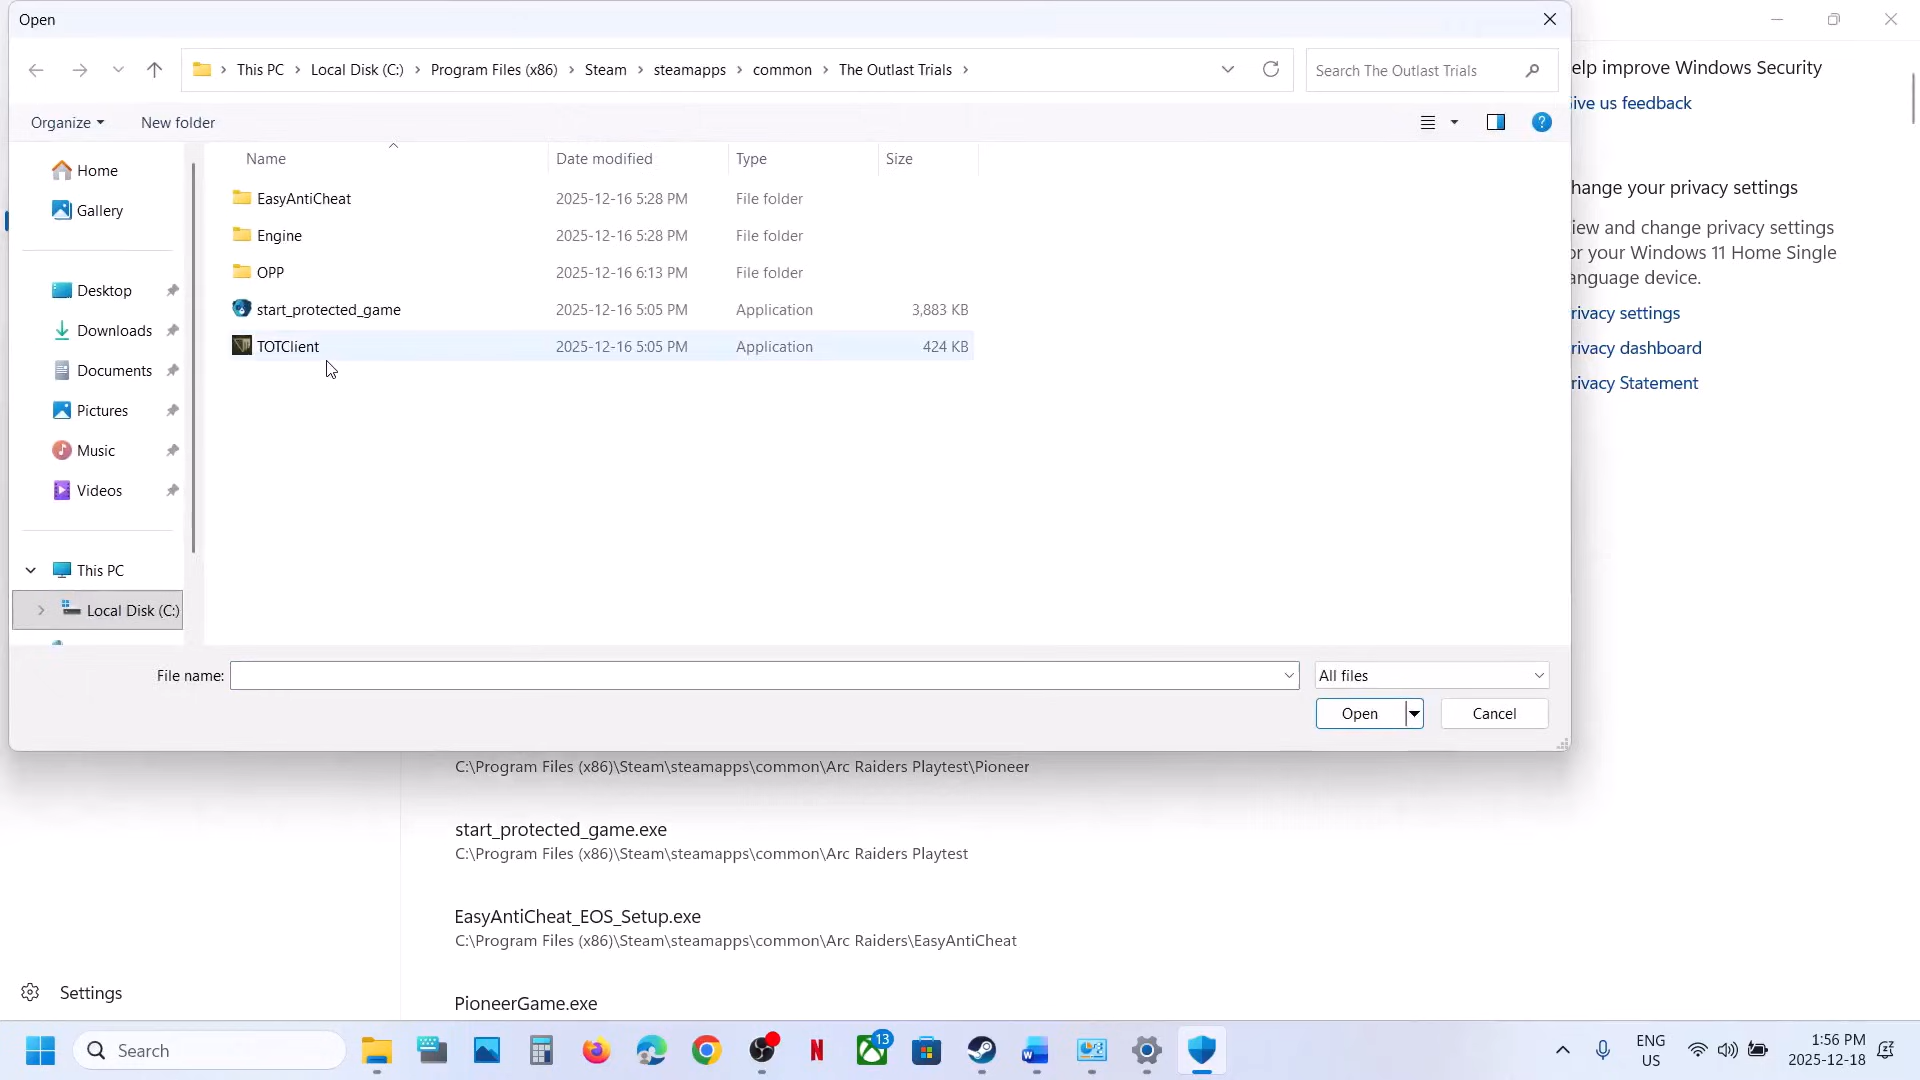 Open
This PC > Local Disk (C:) > Program Files (x86) > Steam > steamapps > common > The Outlast Trials >
Search The Outlast Trials
Organize
New folder
Name Date modified Type Size
EasyAntiCheat 2025-12-16 5:28 PM File folder
Engine 2025-12-16 5:28 PM File folder
OPP 2025-12-16 6:13 PM File folder
start_protected_game 2025-12-16 5:05 PM Application 3,883 KB
TOTClient 2025-12-16 5:05 PM Application 424 KB
Home
Gallery
Desktop
Downloads
Documents
Pictures
Music
Videos
This PC
Local Disk (C:)
File name:
All files
Open
Cancel
elp improve Windows Security
ive us feedback
hange your privacy settings
iew and change privacy settings
or your Windows 11 Home Single
anguage device.
rivacy settings
rivacy dashboard
rivacy Statement
C:\Program Files (x86)\Steam\steamapps\common\Arc Raiders Playtest\Pioneer
start_protected_game.exe
C:\Program Files (x86)\Steam\steamapps\common\Arc Raiders Playtest
EasyAntiCheat_EOS_Setup.exe
C:\Program Files (x86)\Steam\steamapps\common\Arc Raiders\EasyAntiCheat
PioneerGame.exe
Settings
Search
13
ENG
US
1:56 PM
2025-12-18